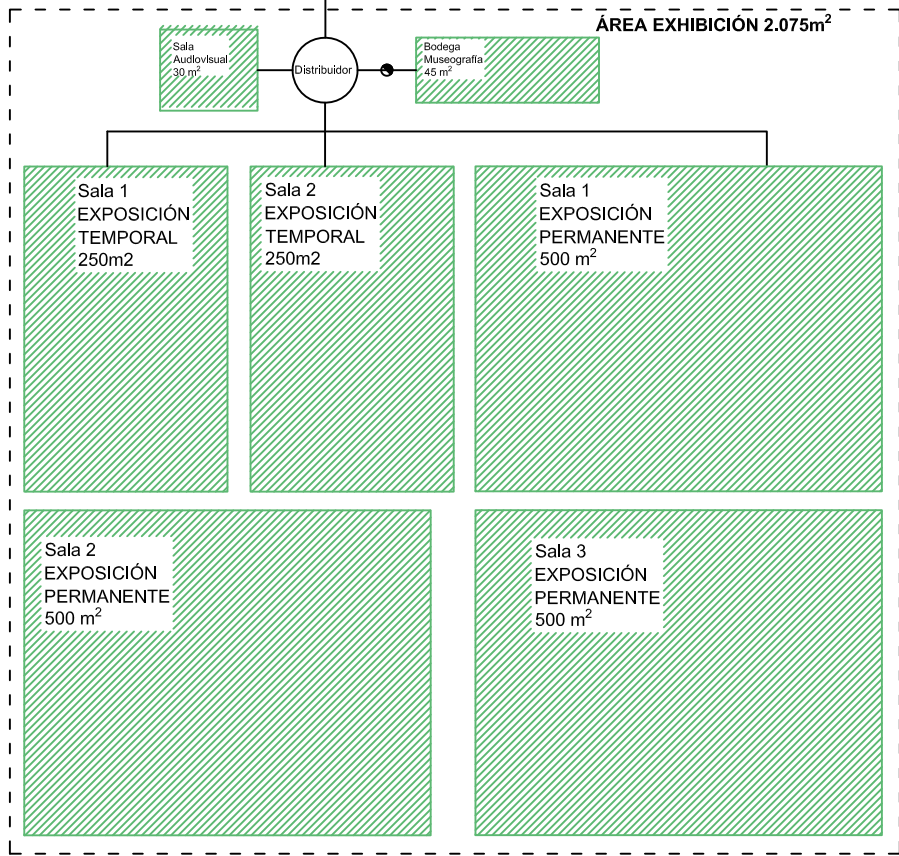 ÁREA EXHIBICIÓN 2.075m²
Sala
Audiovisual
30 m²
Distribuidor
Bodega
Museografía
45 m²
Sala 1
EXPOSICIÓN
TEMPORAL
250m2
Sala 2
EXPOSICIÓN
TEMPORAL
250m2
Sala 1
EXPOSICIÓN
PERMANENTE
500 m²
Sala 2
EXPOSICIÓN
PERMANENTE
500 m²
Sala 3
EXPOSICIÓN
PERMANENTE
500 m²